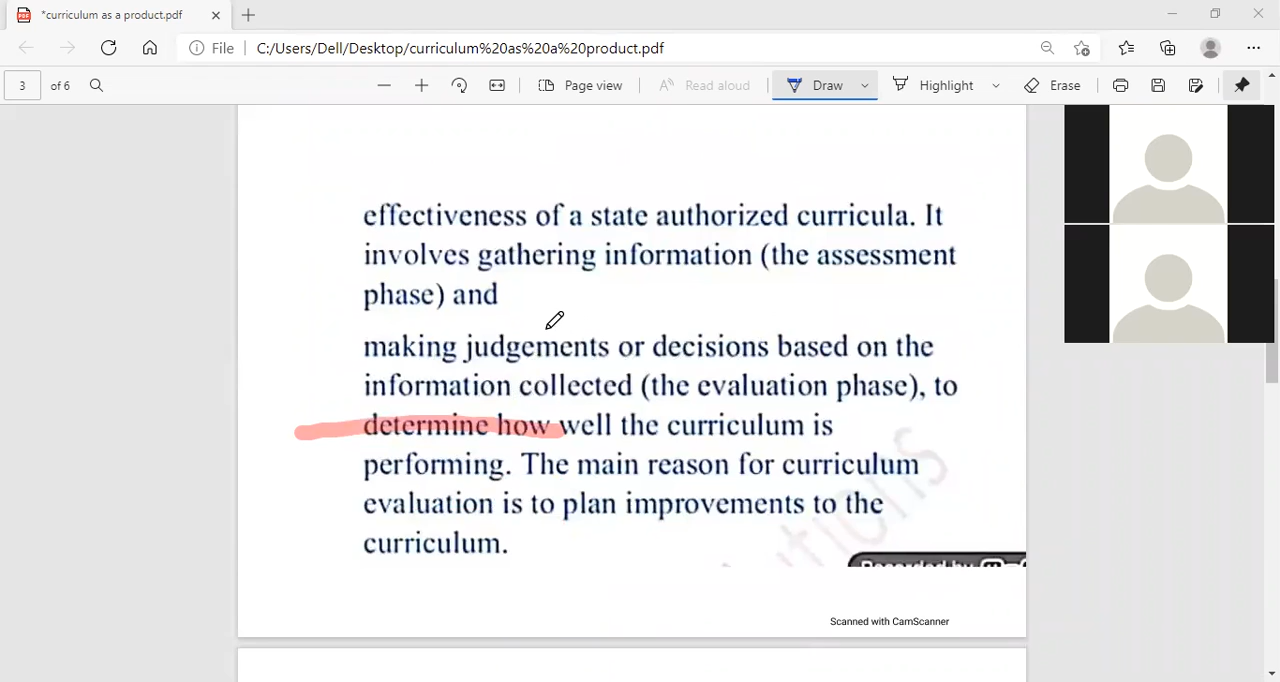 *curriculum as a product.pdf
File
C:/Users/Dell/Desktop/curriculum%20as%20a%20product.pdf
3 of 6
Page view
Read aloud
Draw
Highlight
Erase
effectiveness of a state authorized curricula. It
involves gathering information (the assessment
phase) and
making judgements or decisions based on the
information collected (the evaluation phase), to
determine how well the curriculum is
performing. The main reason for curriculum
evaluation is to plan improvements to the
curriculum.
Recorded by
Scanned with CamScanner